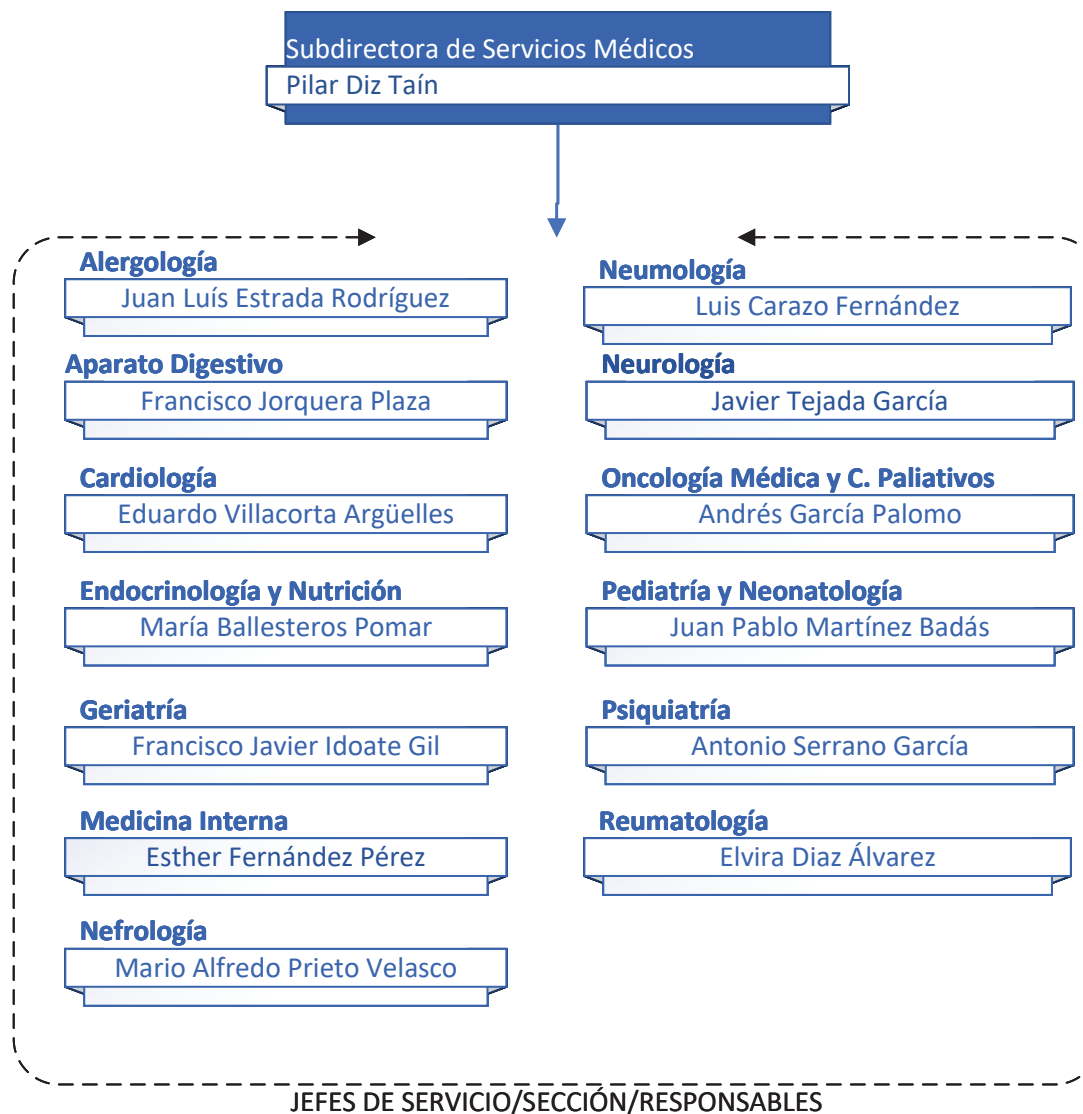 Subdirectora de Servicios Médicos
Pilar Diz Taín
Alergología
Juan Luís Estrada Rodríguez
Aparato Digestivo
Francisco Jorquera Plaza
Cardiología
Eduardo Villacorta Argüelles
Endocrinología y Nutrición
María Ballesteros Pomar
Geriatría
Francisco Javier Idoate Gil
Medicina Interna
Esther Fernández Pérez
Nefrología
Mario Alfredo Prieto Velasco
Neumología
Luis Carazo Fernández
Neurología
Javier Tejada García
Oncología Médica y C. Paliativos
Andrés García Palomo
Pediatría y Neonatología
Juan Pablo Martínez Badás
Psiquiatría
Antonio Serrano García
Reumatología
Elvira Diaz Álvarez
JEFES DE SERVICIO/SECCIÓN/RESPONSABLES